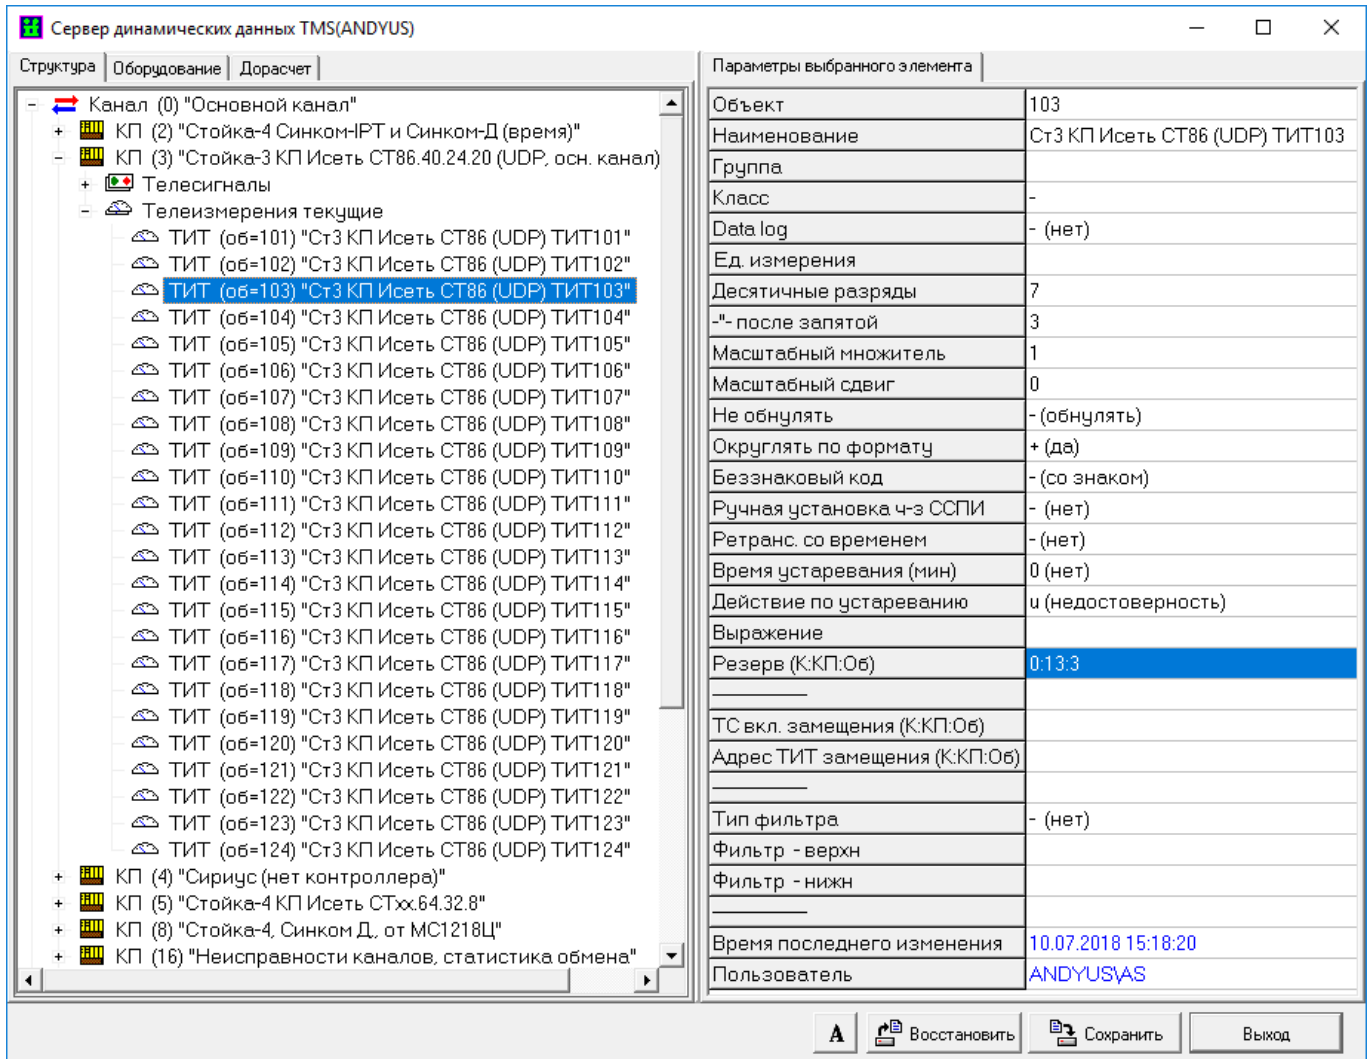 Сервер динамических данных TMS(ANDYUS)
Структура Оборудование Дорасчет
Канал (0) "Основной канал"
КП (2) "Стойка-4 Синком-IPT и Синком-Д (время)"
КП (3) "Стойка-3 КП Исеть СТ86.40.24.20 (UDP, осн. канал)
Телесигналы
Телеизмерения текущие
ТИТ (об=101) "Ст3 КП Исеть СТ86 (UDP) ТИТ101"
ТИТ (об=102) "Ст3 КП Исеть СТ86 (UDP) ТИТ102"
ТИТ (об=103) "Ст3 КП Исеть СТ86 (UDP) ТИТ103"
ТИТ (об=104) "Ст3 КП Исеть СТ86 (UDP) ТИТ104"
ТИТ (об=105) "Ст3 КП Исеть СТ86 (UDP) ТИТ105"
ТИТ (об=106) "Ст3 КП Исеть СТ86 (UDP) ТИТ106"
ТИТ (об=107) "Ст3 КП Исеть СТ86 (UDP) ТИТ107"
ТИТ (об=108) "Ст3 КП Исеть СТ86 (UDP) ТИТ108"
ТИТ (об=109) "Ст3 КП Исеть СТ86 (UDP) ТИТ109"
ТИТ (об=110) "Ст3 КП Исеть СТ86 (UDP) ТИТ110"
ТИТ (об=111) "Ст3 КП Исеть СТ86 (UDP) ТИТ111"
ТИТ (об=112) "Ст3 КП Исеть СТ86 (UDP) ТИТ112"
ТИТ (об=113) "Ст3 КП Исеть СТ86 (UDP) ТИТ113"
ТИТ (об=114) "Ст3 КП Исеть СТ86 (UDP) ТИТ114"
ТИТ (об=115) "Ст3 КП Исеть СТ86 (UDP) ТИТ115"
ТИТ (об=116) "Ст3 КП Исеть СТ86 (UDP) ТИТ116"
ТИТ (об=117) "Ст3 КП Исеть СТ86 (UDP) ТИТ117"
ТИТ (об=118) "Ст3 КП Исеть СТ86 (UDP) ТИТ118"
ТИТ (об=119) "Ст3 КП Исеть СТ86 (UDP) ТИТ119"
ТИТ (об=120) "Ст3 КП Исеть СТ86 (UDP) ТИТ120"
ТИТ (об=121) "Ст3 КП Исеть СТ86 (UDP) ТИТ121"
ТИТ (об=122) "Ст3 КП Исеть СТ86 (UDP) ТИТ122"
ТИТ (об=123) "Ст3 КП Исеть СТ86 (UDP) ТИТ123"
ТИТ (об=124) "Ст3 КП Исеть СТ86 (UDP) ТИТ124"
КП (4) "Сириус (нет контроллера)"
КП (5) "Стойка-4 КП Исеть СТхх.64.32.8"
КП (8) "Стойка-4, Синком Д, от МС1218Ц"
КП (16) "Неисправности каналов, статистика обмена"
Параметры выбранного элемента
Объект 103
Наименование Ст3 КП Исеть СТ86 (UDP) ТИТ103
Группа
Класс -
Data log - (нет)
Ед. измерения
Десятичные разряды 7
-"- после запятой 3
Масштабный множитель 1
Масштабный сдвиг 0
Не обнулять - (обнулять)
Округлять по формату + (да)
Беззнаковый код - (со знаком)
Ручная установка ч-з ССПИ - (нет)
Ретранс. со временем - (нет)
Время устаревания (мин) 0 (нет)
Действие по устареванию u (недостоверность)
Выражение
Резерв (К:КП:Об) 0:13:3
ТС вкл. замещения (К:КП:Об)
Адрес ТИТ замещения (К:КП:Об)
Тип фильтра - (нет)
Фильтр - верхн
Фильтр - нижн
Время последнего изменения 10.07.2018 15:18:20
Пользователь ANDYUS\AS
A Восстановить Сохранить Выход